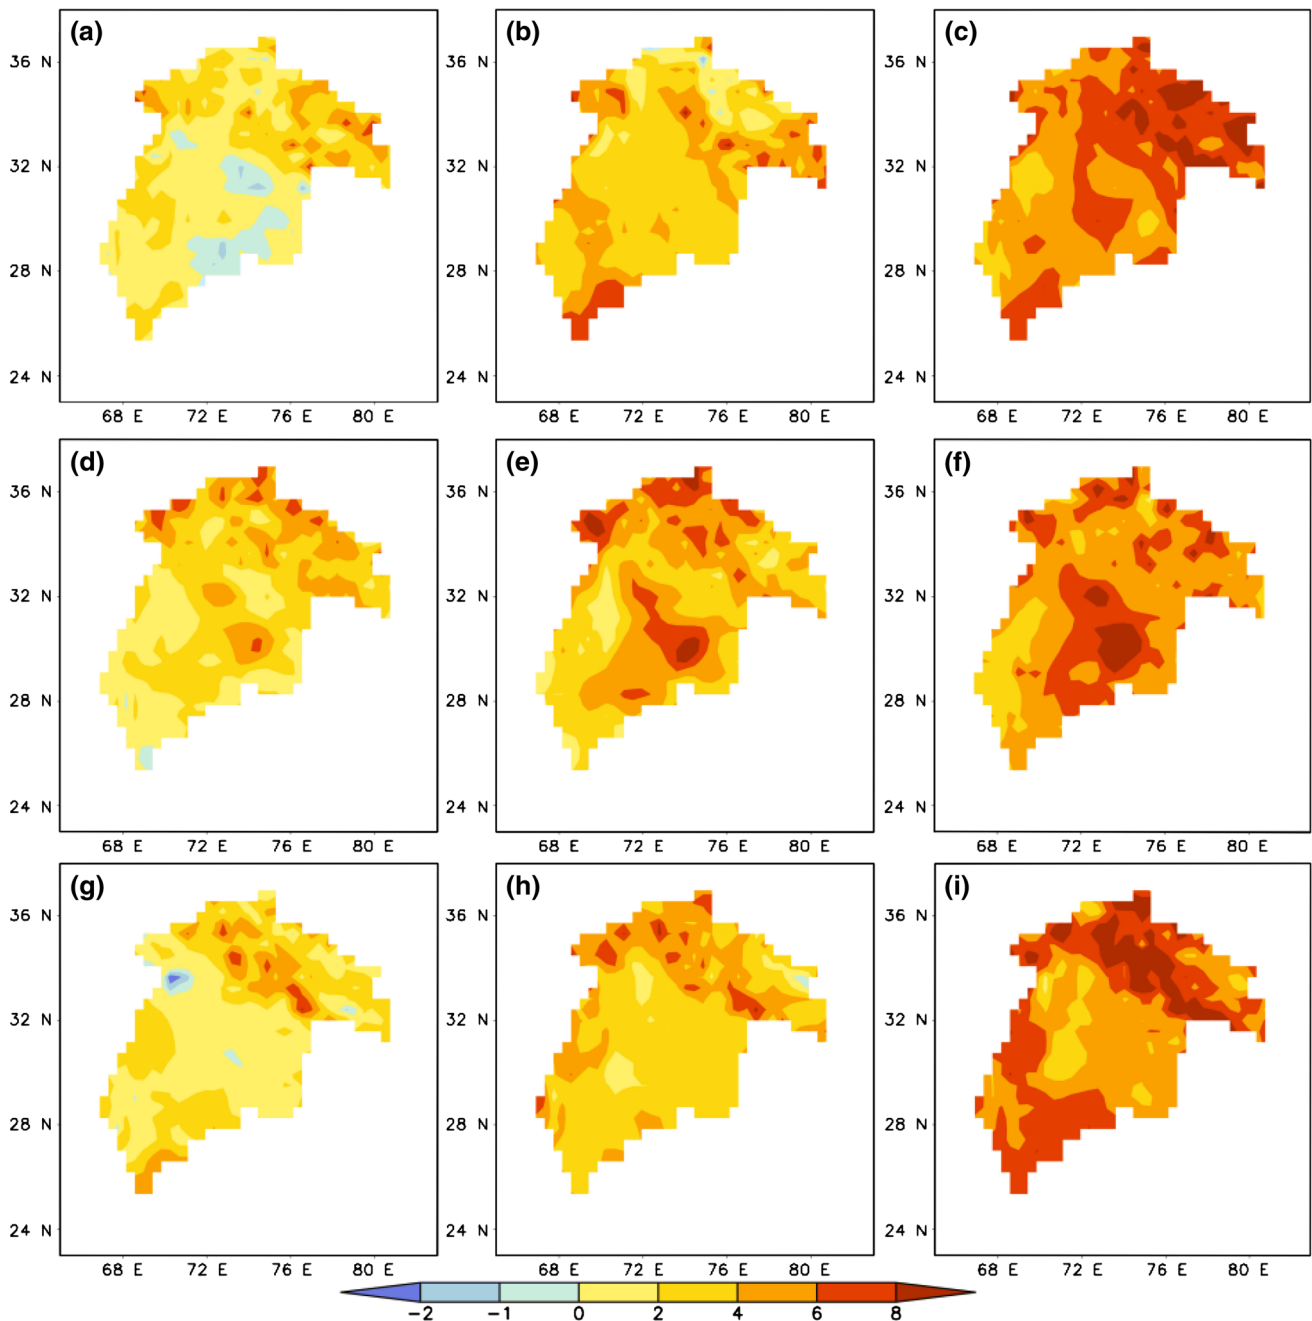 (a) (b) (c)
36 N 36 N 36 N
32 N 32 N 32 N
28 N 28 N 28 N
24 N 24 N 24 N
68 E 72 E 76 E 80 E 68 E 72 E 76 E 80 E 68 E 72 E 76 E 80 E
(d) (e) (f)
36 N 36 N 36 N
32 N 32 N 32 N
28 N 28 N 28 N
24 N 24 N 24 N
68 E 72 E 76 E 80 E 68 E 72 E 76 E 80 E 68 E 72 E 76 E 80 E
(g) (h) (i)
36 N 36 N 36 N
32 N 32 N 32 N
28 N 28 N 28 N
24 N 24 N 24 N
68 E 72 E 76 E 80 E 68 E 72 E 76 E 80 E 68 E 72 E 76 E 80 E
−2 −1 0 2 4 6 8